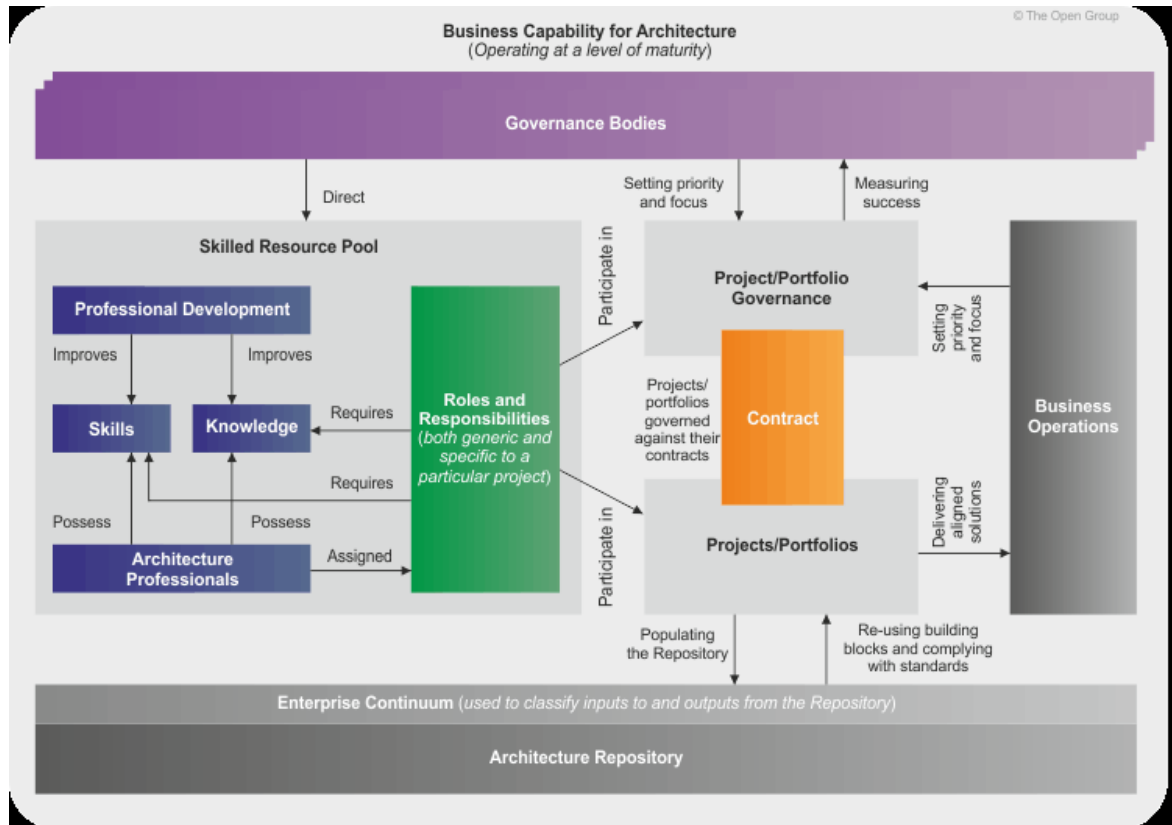 © The Open Group
Business Capability for Architecture
(Operating at a level of maturity)
Governance Bodies
Direct
Setting priority
and focus
Measuring
success
Skilled Resource Pool
Professional Development
Improves
Improves
Skills
Knowledge
Requires
Requires
Possess
Possess
Architecture
Professionals
Assigned
Roles and
Responsibilities
(both generic and
specific to a
particular project)
Participate in
Participate in
Project/Portfolio
Governance
Projects/
portfolios
governed
against their
contracts
Contract
Projects/Portfolios
Setting
priority
and focus
Delivering
aligned
solutions
Business
Operations
Populating
the Repository
Re-using building
blocks and complying
with standards
Enterprise Continuum (used to classify inputs to and outputs from the Repository)
Architecture Repository